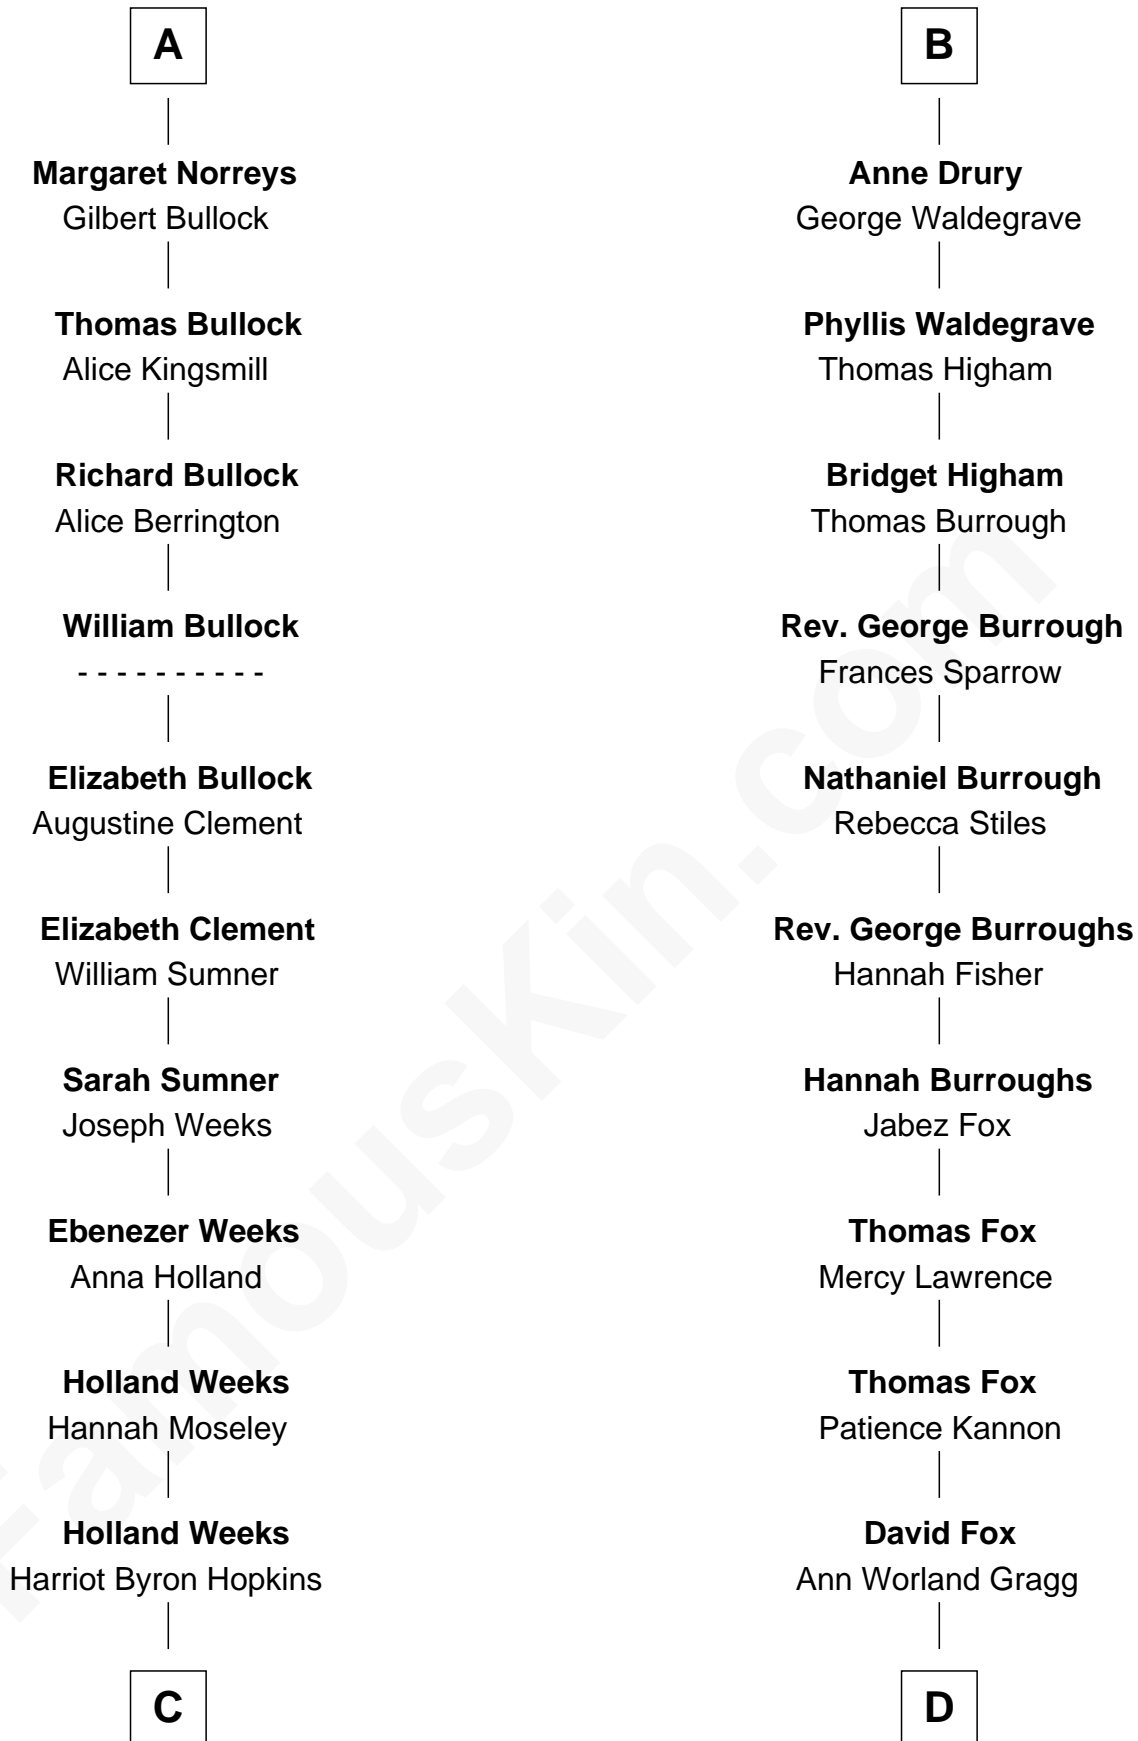 A
Margaret Norreys
Gilbert Bullock
Thomas Bullock
Alice Kingsmill
Richard Bullock
Alice Berrington
William Bullock
- - - - - - - - - -
Elizabeth Bullock
Augustine Clement
Elizabeth Clement
William Sumner
Sarah Sumner
Joseph Weeks
Ebenezer Weeks
Anna Holland
Holland Weeks
Hannah Moseley
Holland Weeks
Harriot Byron Hopkins
C
B
Anne Drury
George Waldegrave
Phyllis Waldegrave
Thomas Higham
Bridget Higham
Thomas Burrough
Rev. George Burrough
Frances Sparrow
Nathaniel Burrough
Rebecca Stiles
Rev. George Burroughs
Hannah Fisher
Hannah Burroughs
Jabez Fox
Thomas Fox
Mercy Lawrence
Thomas Fox
Patience Kannon
David Fox
Ann Worland Gragg
D
FamousKin.com